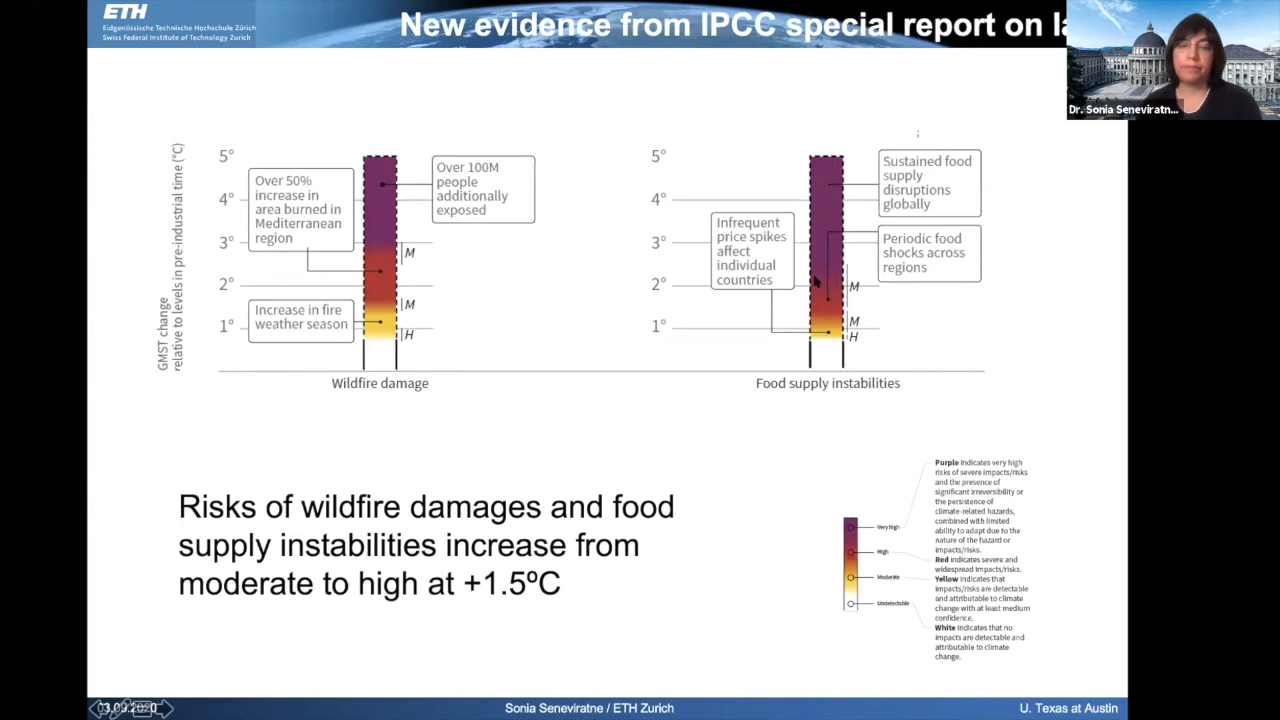 ETH
Eidgenössische Technische Hochschule Zürich
Swiss Federal Institute of Technology Zurich
New evidence from IPCC special report on la
Dr. Sonia Seneviratn...
GMST change
relative to levels in pre-industrial time (°C)
5°
4°
3°
2°
1°
Over 50%
increase in
area burned in
Mediterranean
region
Increase in fire
weather season
Over 100M
people
additionally
exposed
M
M
H
Wildfire damage
5°
4°
3°
2°
1°
Infrequent
price spikes
affect
individual
countries
Sustained food
supply
disruptions
globally
Periodic food
shocks across
regions
M
M
H
Food supply instabilities
Risks of wildfire damages and food
supply instabilities increase from
moderate to high at +1.5ºC
Very high
High
Moderate
Undetectable
Purple indicates very high
risks of severe impacts/risks
and the presence of
significant irreversibility or
the persistence of
climate-related hazards,
combined with limited
ability to adapt due to the
nature of the hazard or
impacts/risks.
Red indicates severe and
widespread impacts/risks.
Yellow indicates that
impacts/risks are detectable
and attributable to climate
change with at least medium
confidence.
White indicates that no
impacts are detectable and
attributable to climate
change.
03.09.2020
Sonia Seneviratne / ETH Zurich
U. Texas at Austin